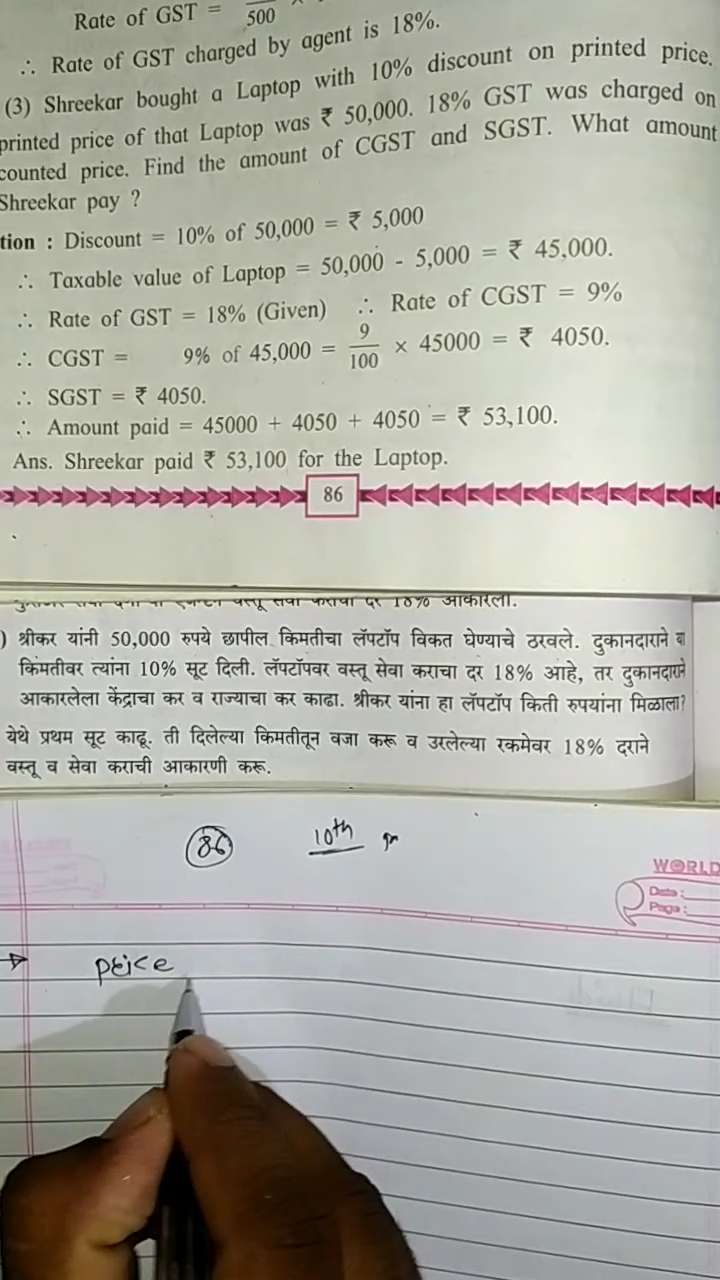 Rate of GST = 500
∴ Rate of GST charged by agent is 18%.
(3) Shreekar bought a Laptop with 10% discount on printed price.
printed price of that Laptop was ₹ 50,000. 18% GST was charged on
counted price. Find the amount of CGST and SGST. What amount
Shreekar pay ?
tion : Discount = 10% of 50,000 = ₹ 5,000
∴ Taxable value of Laptop = 50,000 - 5,000 = ₹ 45,000.
∴ Rate of GST = 18% (Given) ∴ Rate of CGST = 9%
∴ CGST = 9% of 45,000 = 9/100 × 45000 = ₹ 4050.
∴ SGST = ₹ 4050.
∴ Amount paid = 45000 + 4050 + 4050 = ₹ 53,100.
Ans. Shreekar paid ₹ 53,100 for the Laptop.
86
दर 18% आकारला.
) श्रीकर यांनी 50,000 रुपये छापील किमतीचा लॅपटॉप विकत घेण्याचे ठरवले. दुकानदाराने या
किमतीवर त्यांना 10% सूट दिली. लॅपटॉपवर वस्तू सेवा कराचा दर 18% आहे, तर दुकानदाराने
आकारलेला केंद्राचा कर व राज्याचा कर काढा. श्रीकर यांना हा लॅपटॉप किती रुपयांना मिळाला?
येथे प्रथम सूट काढू. ती दिलेल्या किमतीतून वजा करू व उरलेल्या रकमेवर 18% दराने
वस्तू व सेवा कराची आकारणी करू.
86 10th
WORLD
Date :
Page :
price